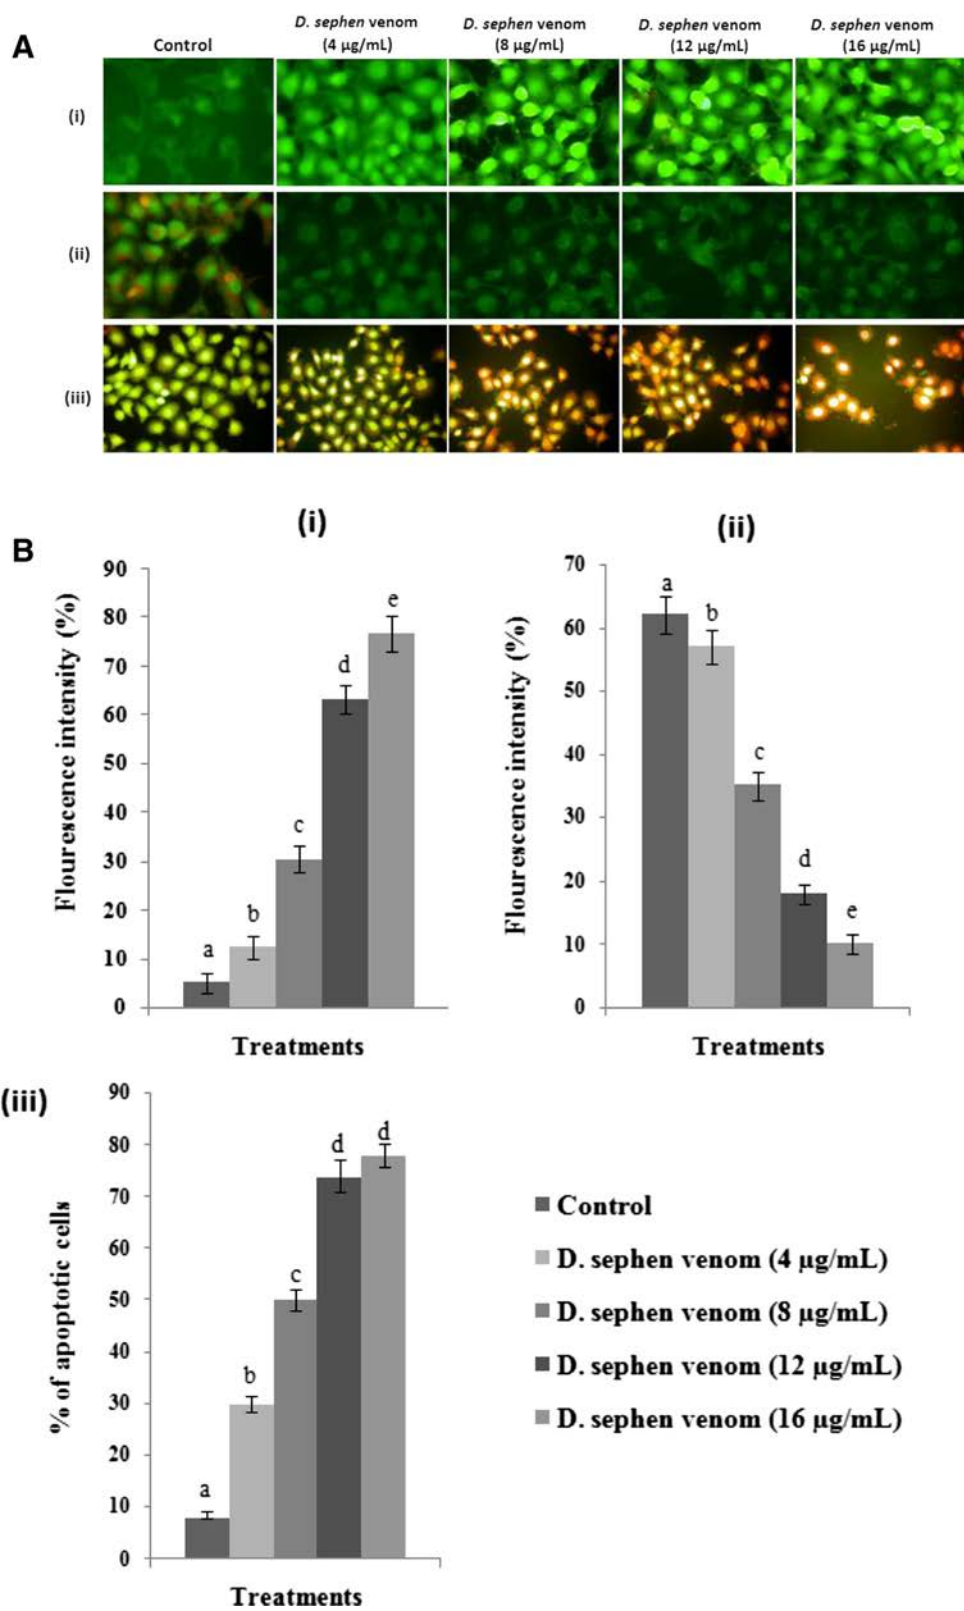 A
Control
D. sephen venom
(4 µg/mL)
D. sephen venom
(8 µg/mL)
D. sephen venom
(12 µg/mL)
D. sephen venom
(16 µg/mL)
(i)
(ii)
(iii)
B
(i)
Flourescence intensity (%)
90
80
70
60
50
40
30
20
10
0
a
b
c
d
e
Treatments
(ii)
Flourescence intensity (%)
70
60
50
40
30
20
10
0
a
b
c
d
e
Treatments
(iii)
% of apoptotic cells
90
80
70
60
50
40
30
20
10
0
a
b
c
d
d
Treatments
Control
D. sephen venom (4 µg/mL)
D. sephen venom (8 µg/mL)
D. sephen venom (12 µg/mL)
D. sephen venom (16 µg/mL)